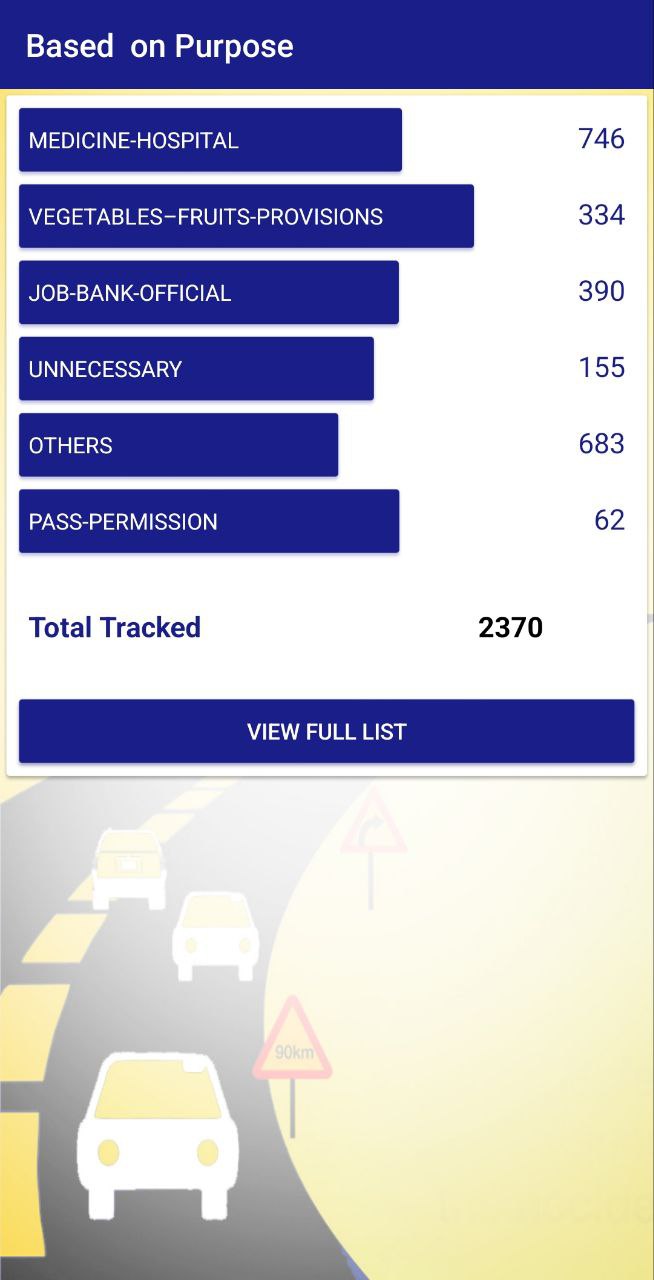 Based on Purpose
MEDICINE-HOSPITAL 746
VEGETABLES–FRUITS-PROVISIONS 334
JOB-BANK-OFFICIAL 390
UNNECESSARY 155
OTHERS 683
PASS-PERMISSION 62
Total Tracked 2370
VIEW FULL LIST
90km